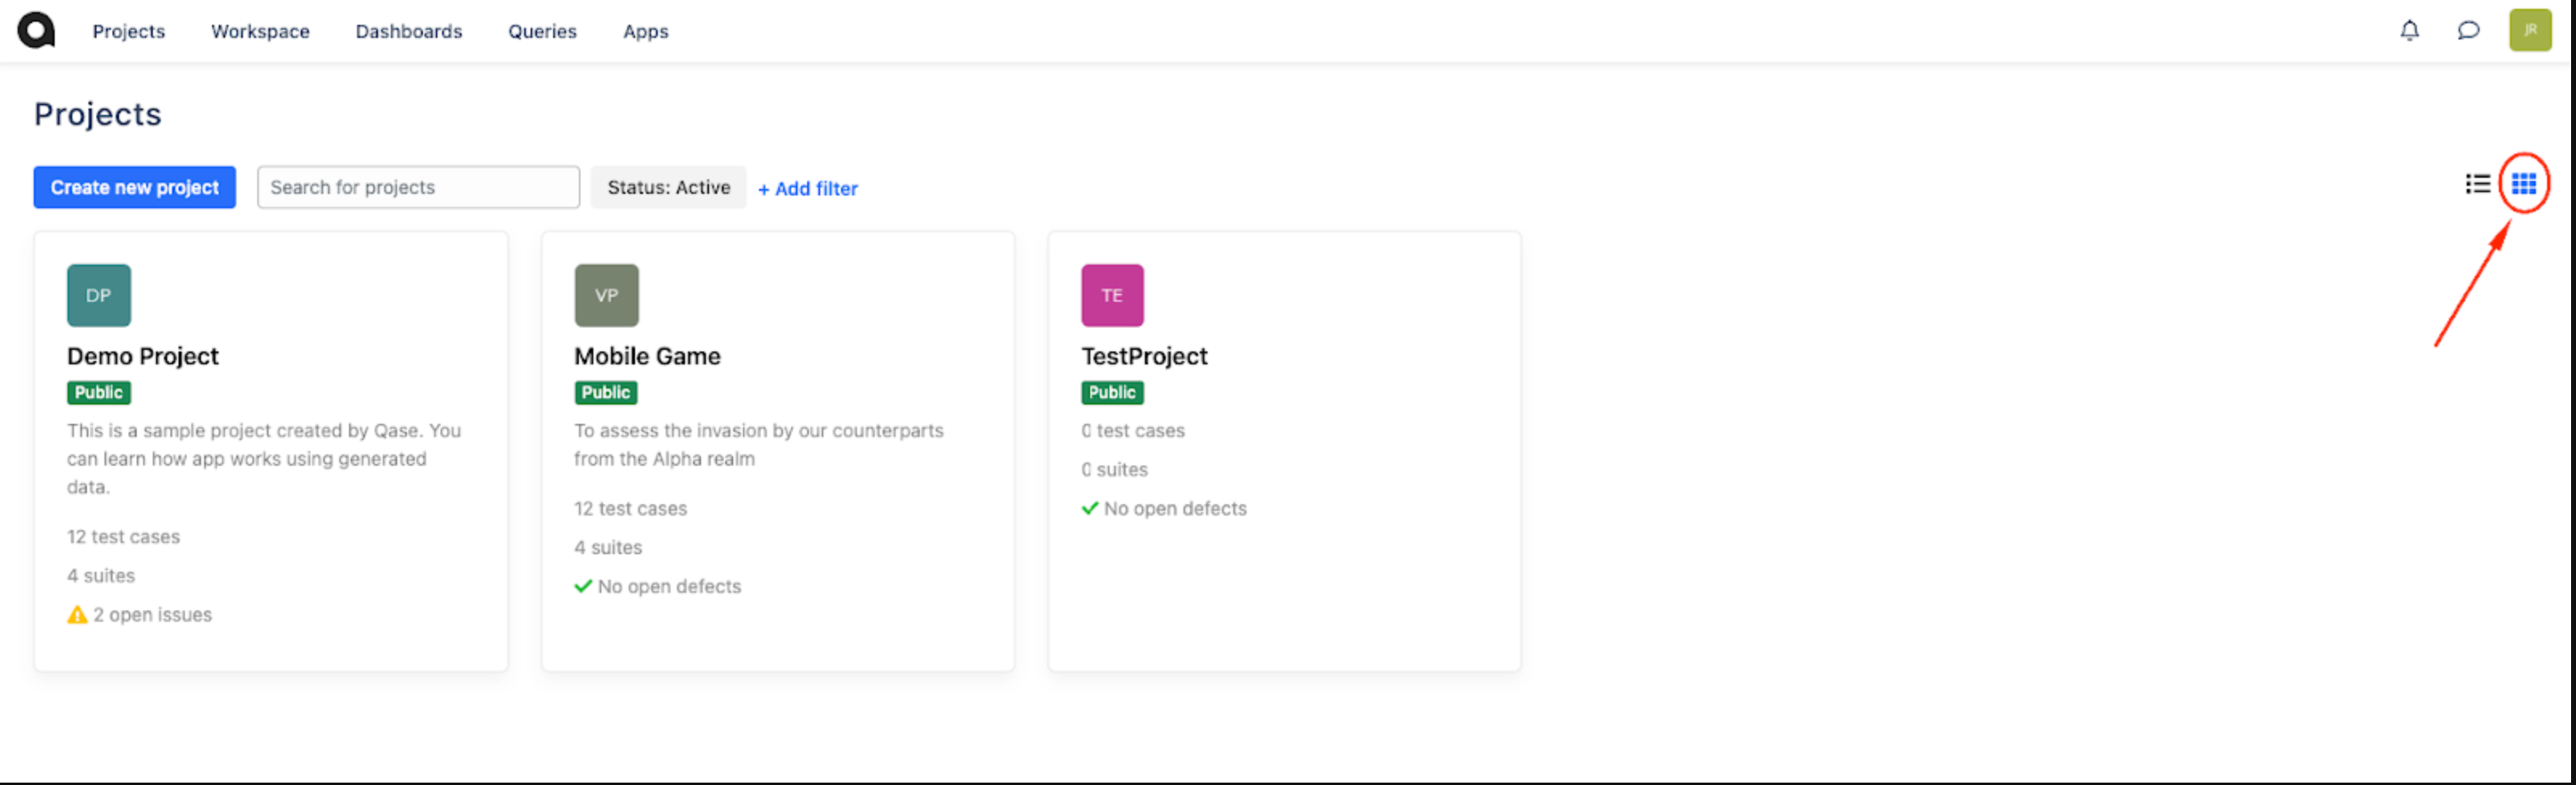 Projects Workspace Dashboards Queries Apps JR
Projects
Create new project Search for projects Status: Active + Add filter
DP
Demo Project
Public
This is a sample project created by Qase. You
can learn how app works using generated
data.
12 test cases
4 suites
2 open issues
VP
Mobile Game
Public
To assess the invasion by our counterparts
from the Alpha realm
12 test cases
4 suites
No open defects
TE
TestProject
Public
0 test cases
0 suites
No open defects